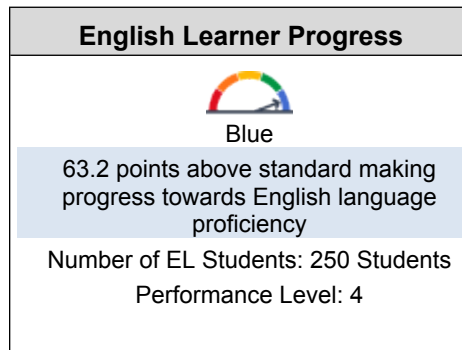 English Learner Progress
Blue
63.2 points above standard making
progress towards English language
proficiency
Number of EL Students: 250 Students
Performance Level: 4